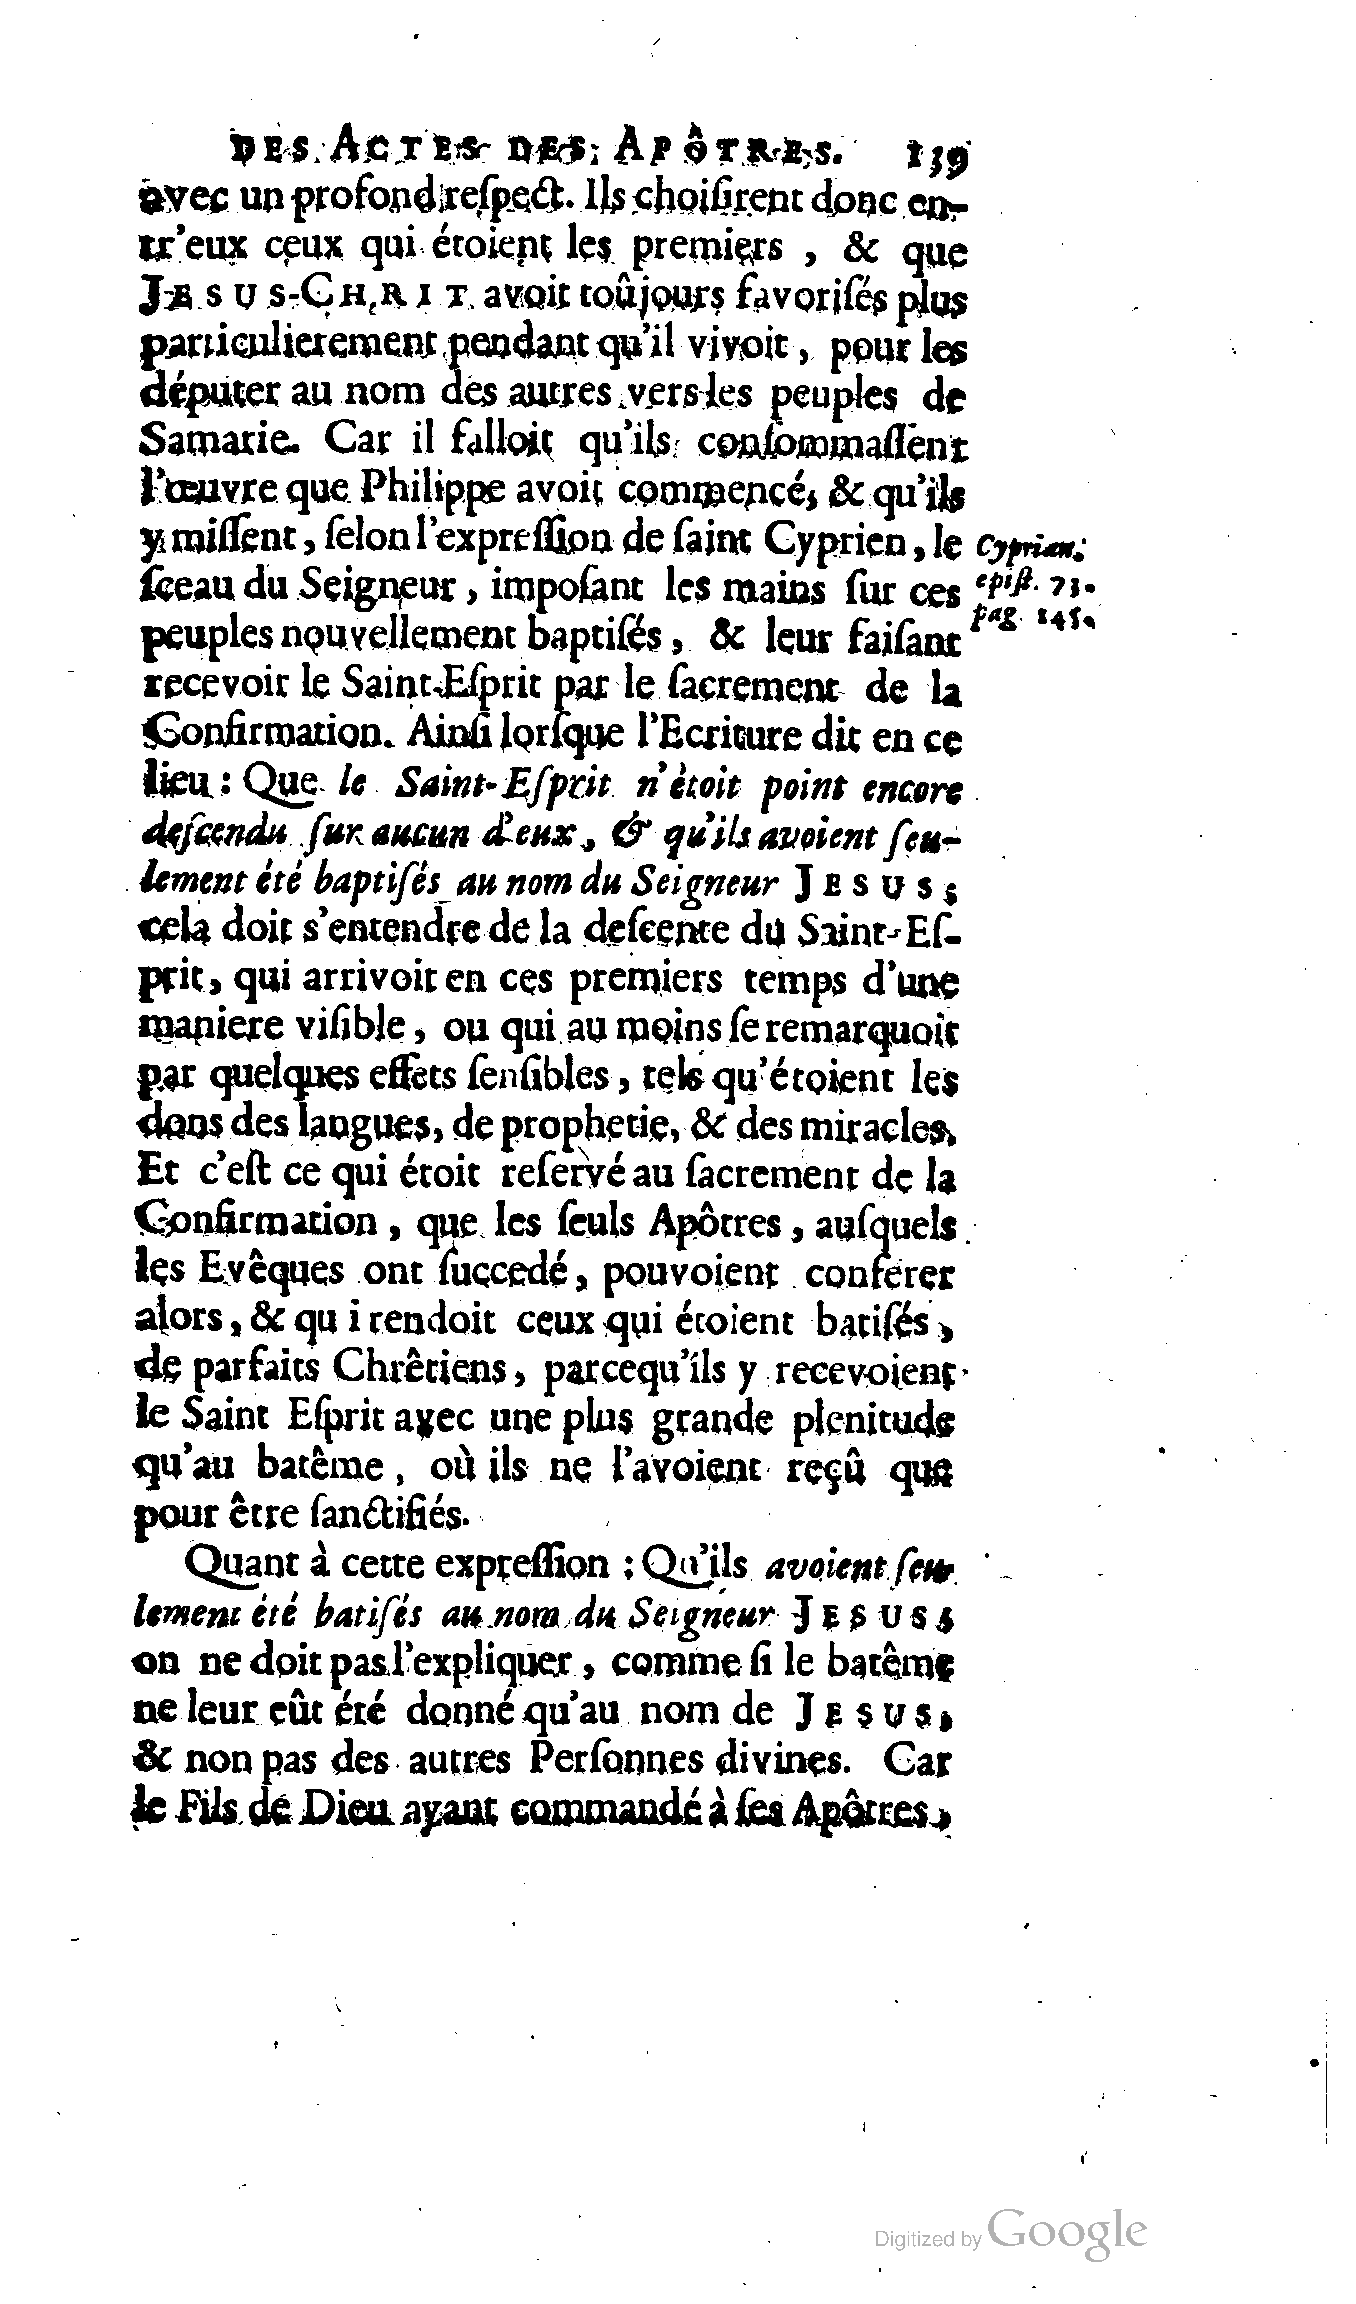 DES ACTES DES APÔTRES. 139
avec un profond reſpect. Ils choiſirent donc en-
tr'eux ceux qui étoient les premiers , & que
JESUS-CHRIT avoit toûjours favoriſés plus
particulierement pendant qu'il vivoit, pour les
députer au nom des autres vers les peuples de
Samarie. Car il falloit qu'ils conſommaſſent
l'œuvre que Philippe avoit commencé, & qu'ils
y miſſent, ſelon l'expreſſion de ſaint Cyprien, le
ſceau du Seigneur, impoſant les mains ſur ces
peuples nouvellement baptiſés, & leur faiſant
recevoir le Saint-Eſprit par le ſacrement de la
Confirmation. Ainſi lorſque l'Ecriture dit en ce
lieu : Que le Saint-Eſprit n'étoit point encore
deſcendu ſur aucun d'eux, & qu'ils avoient ſeu-
lement été baptiſés au nom du Seigneur JESUS;
cela doit s'entendre de la deſcente du Saint-Eſ-
prit, qui arrivoit en ces premiers temps d'une
maniere viſible, ou qui au moins ſe remarquoit
par quelques effets ſenſibles, tels qu'étoient les
dons des langues, de prophetie, & des miracles.
Et c'eſt ce qui étoit reſervé au ſacrement de la
Confirmation, que les ſeuls Apôtres, auſquels
les Evêques ont ſuccedé, pouvoient conferer
alors, & qu i rendoit ceux qui étoient batiſés,
de parfaits Chrêtiens, parcequ'ils y recevoient
le Saint Eſprit avec une plus grande plenitude
qu'au batême, où ils ne l'avoient reçû que
pour être ſanctifiés.
Quant à cette expreſſion : Qu'ils avoient ſeu-
lement été batiſés au nom du Seigneur JESUS,
on ne doit pas l'expliquer, comme ſi le batême
ne leur eût été donné qu'au nom de JESUS,
& non pas des autres Perſonnes divines. Car
le Fils de Dieu ayant commandé à ſes Apôtres,
Cyprian.
epiſt. 73.
pag 145.
Digitized by Google